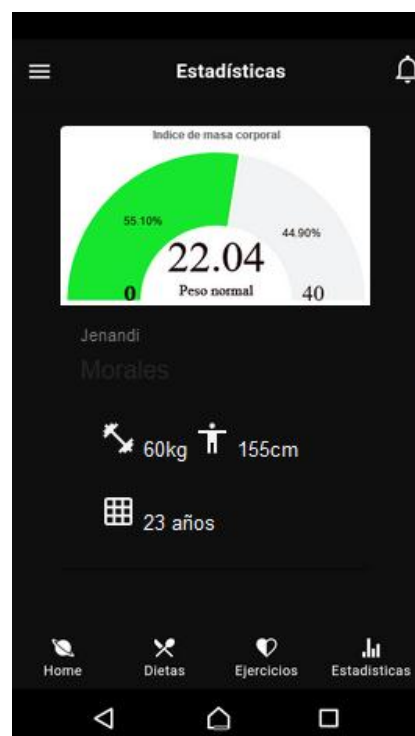 Estadísticas
Indice de masa corporal
55.10%
44.90%
22.04
0 Peso normal 40
Jenandi
Morales
60kg 155cm
23 años
Home Dietas Ejercicios Estadisticas